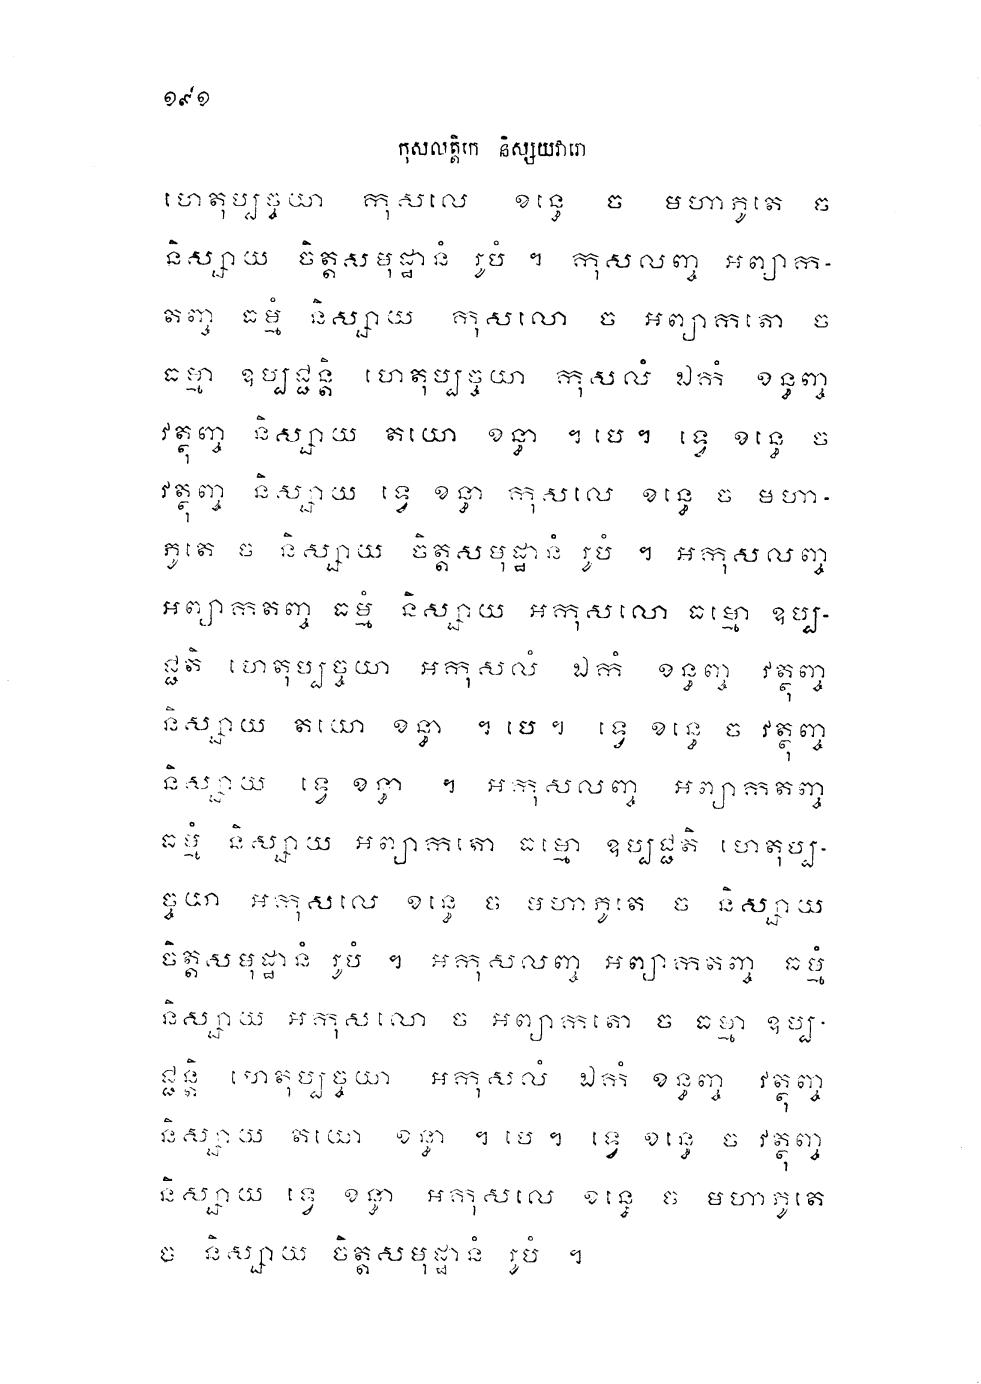 ១៩១
កុសលត្តិកេ និស្សយវារោ
ហេតុប្បច្ចយា កុសលេ ខន្ធេ ច មហាភូតេ ច
និស្សាយ ចិត្តសមុដ្ឋានំ រូបំ ។ កុសលញ្ច អព្យាក-
តញ្ច ធម្មំ និស្សាយ កុសលោ ច អព្យាកតោ ច
ធម្មា ឧប្បជ្ជន្តិ ហេតុប្បច្ចយា កុសលំ ឯកំ ខន្ធញ្ច
វត្ថុញ្ច និស្សាយ តយោ ខន្ធា ។ បេ ។ ទ្វេ ខន្ធេ ច
វត្ថុញ្ច និស្សាយ ទ្វេ ខន្ធា កុសលេ ខន្ធេ ច មហា-
ភូតេ ច និស្សាយ ចិត្តសមុដ្ឋានំ រូបំ ។ អកុសលញ្ច
អព្យាកតញ្ច ធម្មំ និស្សាយ អកុសលោ ធម្មោ ឧប្ប-
ជ្ជតិ ហេតុប្បច្ចយា អកុសលំ ឯកំ ខន្ធញ្ច វត្ថុញ្ច
និស្សាយ តយោ ខន្ធា ។ បេ ។ ទ្វេ ខន្ធេ ច វត្ថុញ្ច
និស្សាយ ទ្វេ ខន្ធា ។ អកុសលញ្ច អព្យាកតញ្ច
ធម្មំ និស្សាយ អព្យាកតោ ធម្មោ ឧប្បជ្ជតិ ហេតុប្ប-
ច្ចយា អកុសលេ ខន្ធេ ច មហាភូតេ ច និស្សាយ
ចិត្តសមុដ្ឋានំ រូបំ ។ អកុសលញ្ច អព្យាកតញ្ច ធម្មំ
និស្សាយ អកុសលោ ច អព្យាកតោ ច ធម្មា ឧប្ប-
ជ្ជន្តិ ហេតុប្បច្ចយា អកុសលំ ឯកំ ខន្ធញ្ច វត្ថុញ្ច
និស្សាយ តយោ ខន្ធា ។ បេ ។ ទ្វេ ខន្ធេ ច វត្ថុញ្ច
និស្សាយ ទ្វេ ខន្ធា អកុសលេ ខន្ធេ ច មហាភូតេ
ច និស្សាយ ចិត្តសមុដ្ឋានំ រូបំ ។